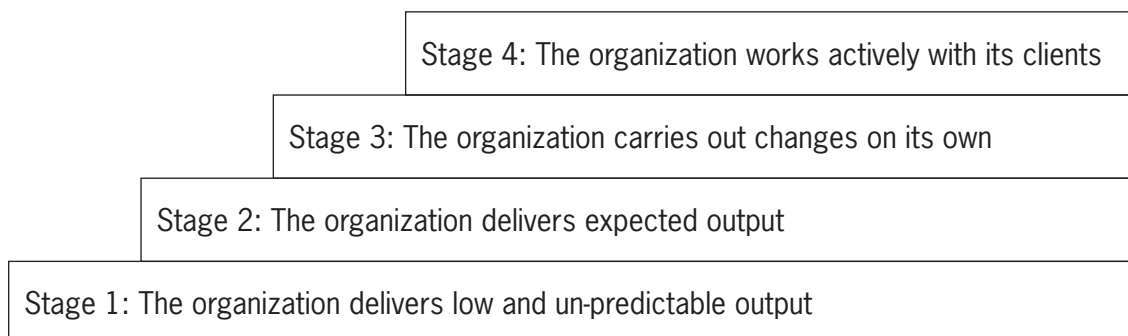 Stage 4: The organization works actively with its clients
Stage 3: The organization carries out changes on its own
Stage 2: The organization delivers expected output
Stage 1: The organization delivers low and un-predictable output